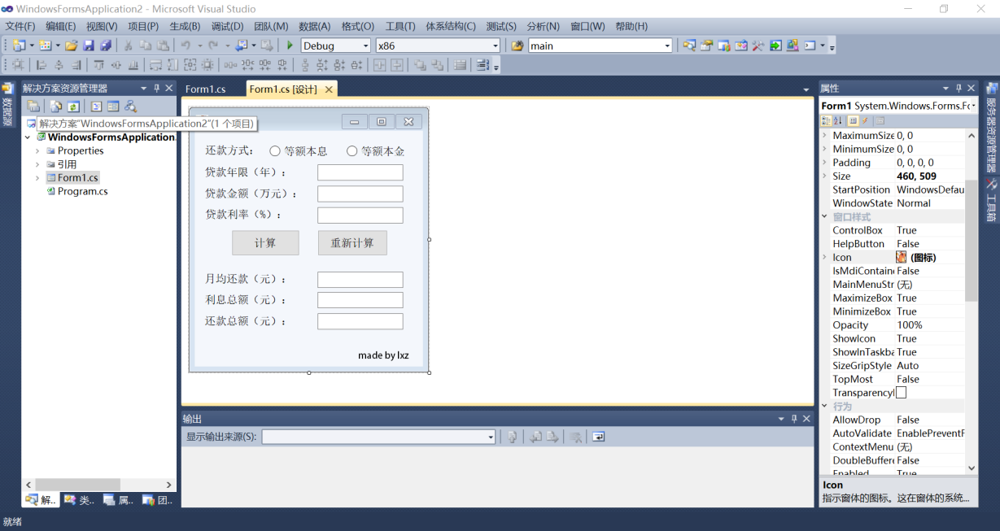 WindowsFormsApplication2 - Microsoft Visual Studio
文件(F) 编辑(E) 视图(V) 项目(P) 生成(B) 调试(D) 团队(M) 数据(A) 格式(O) 工具(T) 体系结构(C) 测试(S) 分析(N) 窗口(W) 帮助(H)
Debug x86 main
数据源
解决方案资源管理器
解决方案"WindowsFormsApplication2"(1 个项目)
WindowsFormsApplication
Properties
引用
Form1.cs
Program.cs
解.. 类.. 属.. 团..
Form1.cs Form1.cs [设计]
还款方式： 等额本息 等额本金
贷款年限（年）：
贷款金额（万元）：
贷款利率（%）：
计算 重新计算
月均还款（元）：
利息总额（元）：
还款总额（元）：
made by lxz
输出
显示输出来源(S):
属性
Form1 System.Windows.Forms.Fo
MaximumSize 0, 0
MinimumSize 0, 0
Padding 0, 0, 0, 0
Size 460, 509
StartPosition WindowsDefau
WindowState Normal
窗口样式
ControlBox True
HelpButton False
Icon (图标)
IsMdiContain False
MainMenuStr (无)
MaximizeBox True
MinimizeBox True
Opacity 100%
ShowIcon True
ShowInTaskba True
SizeGripStyle Auto
TopMost False
Transparencyl
行为
AllowDrop False
AutoValidate EnablePreventF
ContextMenu (无)
DoubleBuffere False
Enabled True
Icon
指示窗体的图标。这在窗体的系统...
服务器资源管理器
工具箱
就绪